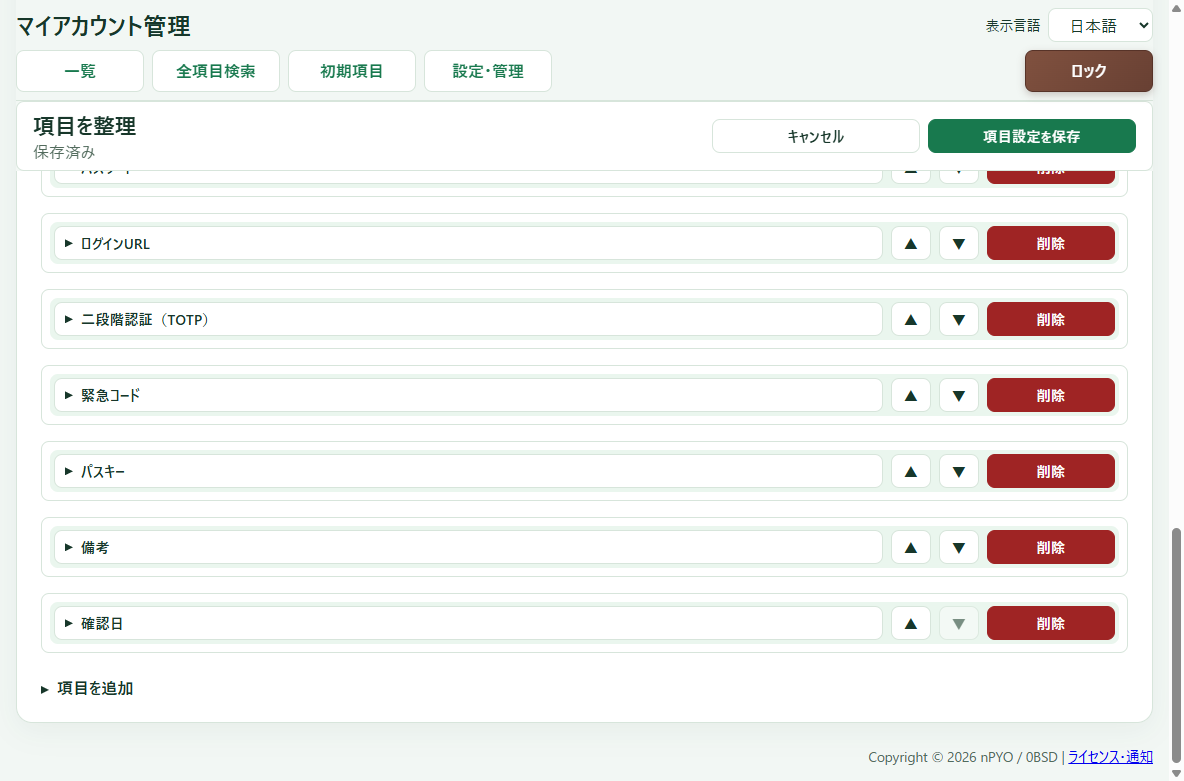 マイアカウント管理
表示言語 日本語
一覧 全項目検索 初期項目 設定・管理 ロック
項目を整理
保存済み
キャンセル 項目設定を保存
▶ ログインURL ▲ ▼ 削除
▶ 二段階認証（TOTP） ▲ ▼ 削除
▶ 緊急コード ▲ ▼ 削除
▶ パスキー ▲ ▼ 削除
▶ 備考 ▲ ▼ 削除
▶ 確認日 ▲ ▼ 削除
▶ 項目を追加
Copyright © 2026 nPYO / 0BSD | ライセンス・通知